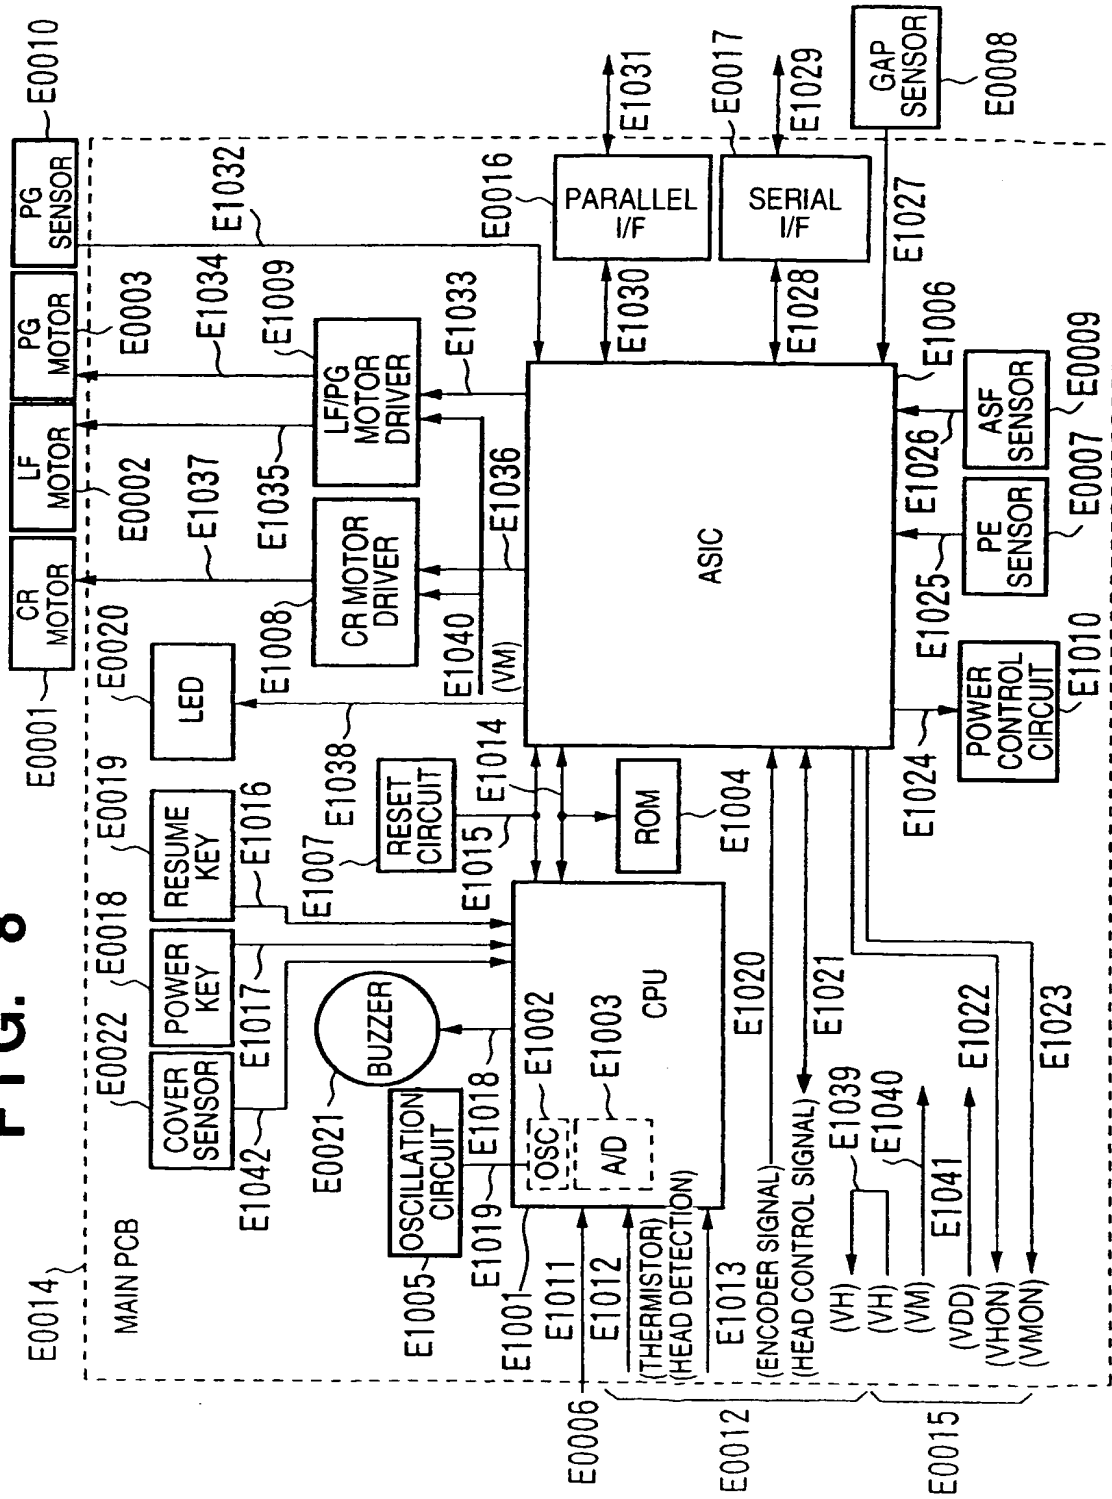 FIG. 8
E0014
MAIN PCB
E0022
COVER
SENSOR
E1042
E0018
POWER
KEY
E1017
E0019
RESUME
KEY
E1016
E0020
LED
E1038
E0001
CR
MOTOR
E1037
E0002
LF
MOTOR
E1035
E0003
PG
MOTOR
E1034
E0010
PG
SENSOR
E1032
E0021
BUZZER
E1018
E1005
OSCILLATION
CIRCUIT
E1019
E1007
RESET
CIRCUIT
E1015
E1014
E1008
CR MOTOR
DRIVER
E1036
E1009
LF/PG
MOTOR
DRIVER
E1033
E1040
(VM)
E1001
OSC
E1002
A/D
E1003
CPU
ROM
E1004
ASIC
E1006
E0016
PARALLEL
I/F
E1030
E1031
E0017
SERIAL
I/F
E1028
E1029
E1027
GAP
SENSOR
E0008
E0006
E1011
E1012
(THERMISTOR)
(HEAD DETECTION)
E1013
E0012
(ENCODER SIGNAL)
E1020
(HEAD CONTROL SIGNAL)
E1021
E0015
(VH)
E1039
(VH)
(VM)
E1040
(VDD)
E1041
(VHON)
E1022
(VMON)
E1023
E1024
POWER
CONTROL
CIRCUIT
E1010
E1025
PE
SENSOR
E0007
E1026
ASF
SENSOR
E0009